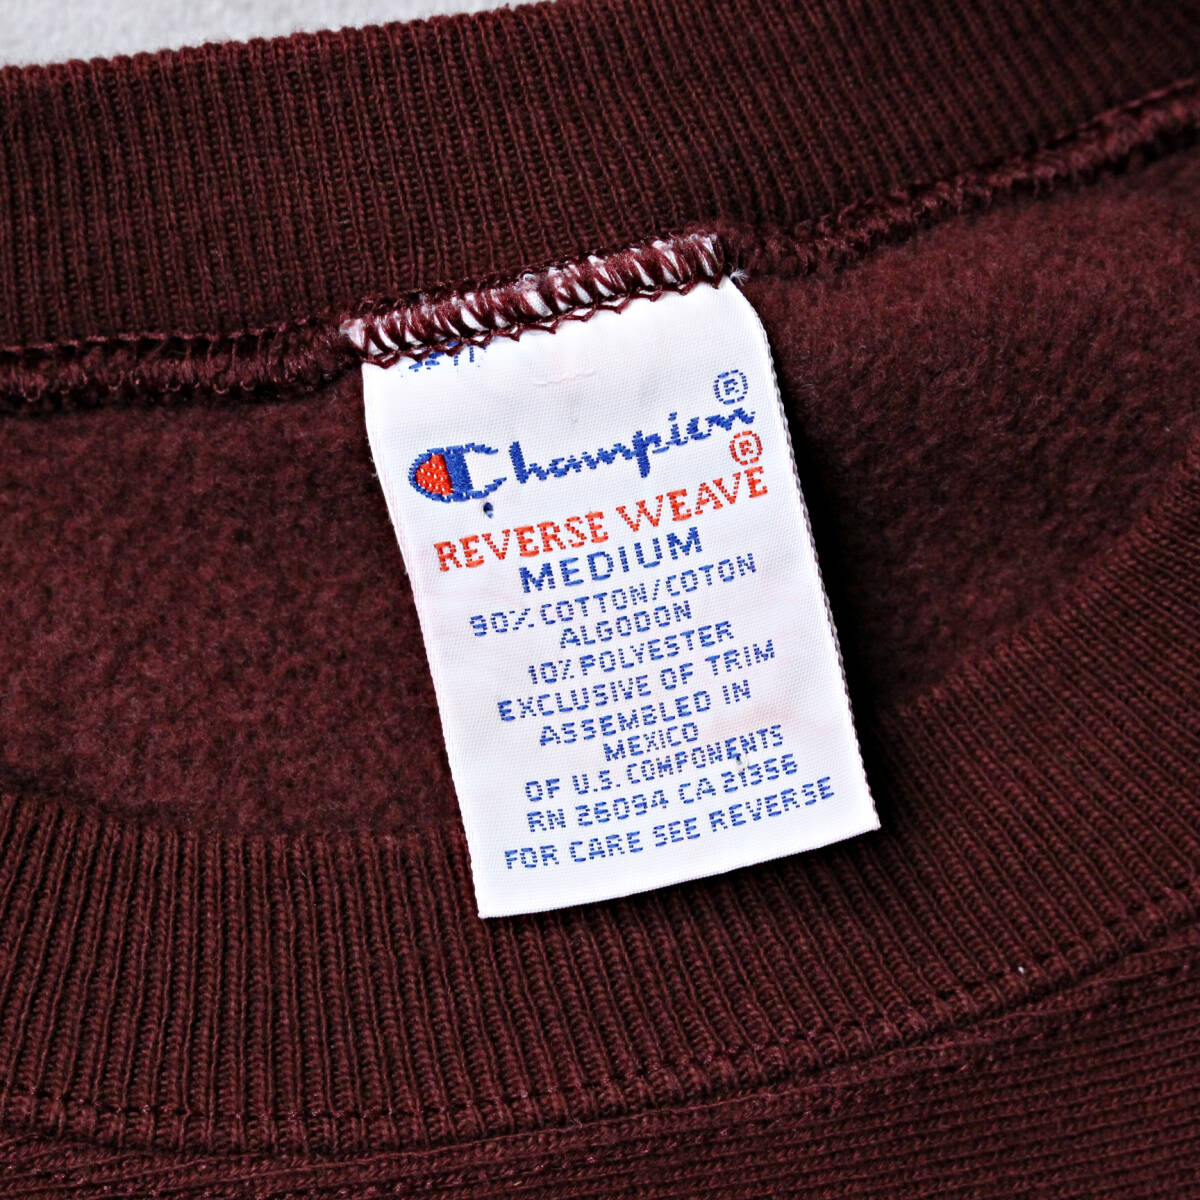 ®
Champion
®
REVERSE WEAVE
MEDIUM
90% COTTON/COTON
ALGODON
10% POLYESTER
EXCLUSIVE OF TRIM
ASSEMBLED IN
MEXICO
OF U.S. COMPONENTS
RN 26094 CA 21356
FOR CARE SEE REVERSE